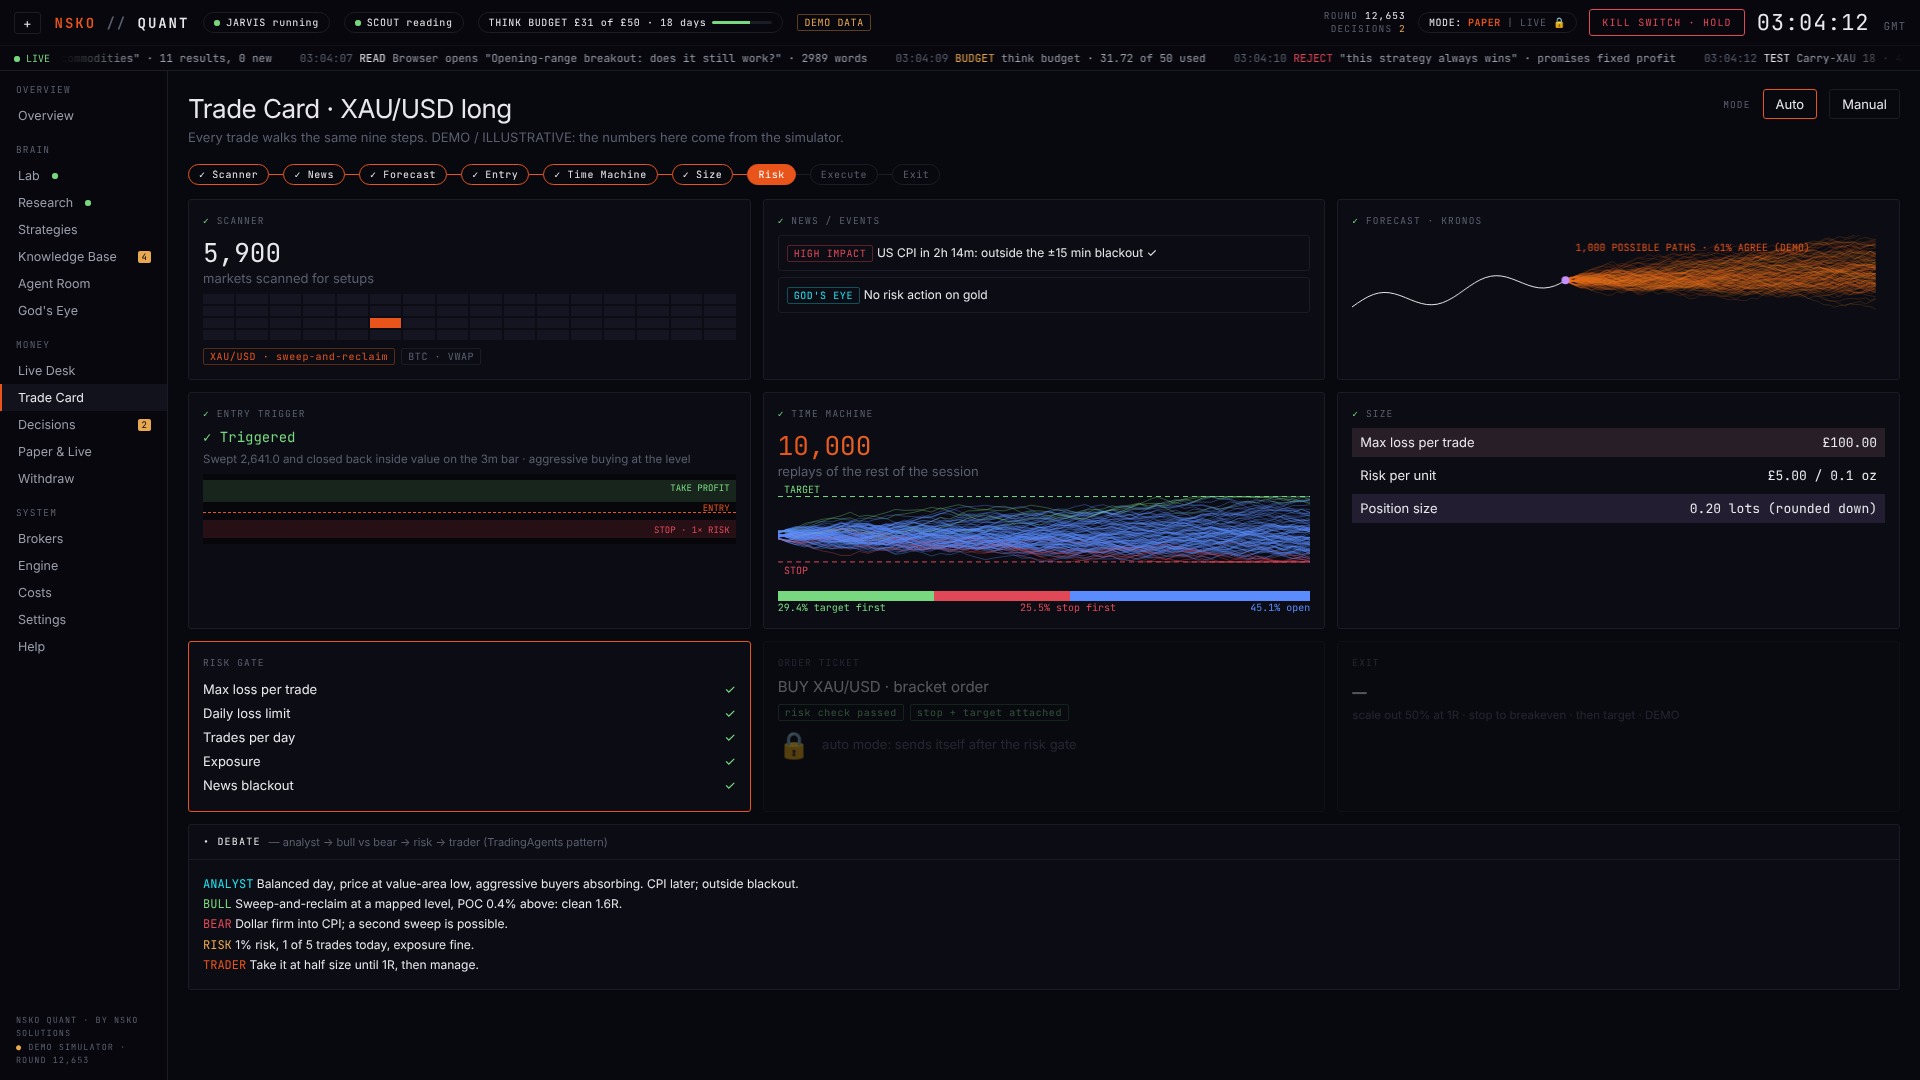 + NSKO // QUANT JARVIS running SCOUT reading THINK BUDGET £31 of £50 · 18 days DEMO DATA
ROUND 12,653
DECISIONS 2
MODE: PAPER | LIVE
KILL SWITCH · HOLD
03:04:12 GMT
LIVE ommodities" · 11 results, 0 new 03:04:07 READ Browser opens "Opening-range breakout: does it still work?" · 2989 words 03:04:09 BUDGET think budget · 31.72 of 50 used 03:04:10 REJECT "this strategy always wins" · promises fixed profit 03:04:12 TEST Carry-XAU 18 ·
OVERVIEW
Overview
BRAIN
Lab
Research
Strategies
Knowledge Base 4
Agent Room
God's Eye
MONEY
Live Desk
Trade Card
Decisions 2
Paper & Live
Withdraw
SYSTEM
Brokers
Engine
Costs
Settings
Help
NSKO QUANT · BY NSKO
SOLUTIONS
DEMO SIMULATOR ·
ROUND 12,653
Trade Card · XAU/USD long
MODE Auto Manual
Every trade walks the same nine steps. DEMO / ILLUSTRATIVE: the numbers here come from the simulator.
✓ Scanner ✓ News ✓ Forecast ✓ Entry ✓ Time Machine ✓ Size Risk Execute Exit
✓ SCANNER
5,900
markets scanned for setups
XAU/USD · sweep-and-reclaim BTC · VWAP
✓ NEWS / EVENTS
HIGH IMPACT US CPI in 2h 14m: outside the ±15 min blackout ✓
GOD'S EYE No risk action on gold
✓ FORECAST · KRONOS
1,000 POSSIBLE PATHS · 61% AGREE (DEMO)
✓ ENTRY TRIGGER
✓ Triggered
Swept 2,641.0 and closed back inside value on the 3m bar · aggressive buying at the level
TAKE PROFIT
ENTRY
STOP · 1× RISK
✓ TIME MACHINE
10,000
replays of the rest of the session
TARGET
STOP
29.4% target first 25.5% stop first 45.1% open
✓ SIZE
Max loss per trade £100.00
Risk per unit £5.00 / 0.1 oz
Position size 0.20 lots (rounded down)
RISK GATE
Max loss per trade ✓
Daily loss limit ✓
Trades per day ✓
Exposure ✓
News blackout ✓
ORDER TICKET
BUY XAU/USD · bracket order
risk check passed stop + target attached
auto mode: sends itself after the risk gate
EXIT
—
scale out 50% at 1R · stop to breakeven · then target · DEMO
• DEBATE — analyst → bull vs bear → risk → trader (TradingAgents pattern)
ANALYST Balanced day, price at value-area low, aggressive buyers absorbing. CPI later; outside blackout.
BULL Sweep-and-reclaim at a mapped level, POC 0.4% above: clean 1.6R.
BEAR Dollar firm into CPI; a second sweep is possible.
RISK 1% risk, 1 of 5 trades today, exposure fine.
TRADER Take it at half size until 1R, then manage.